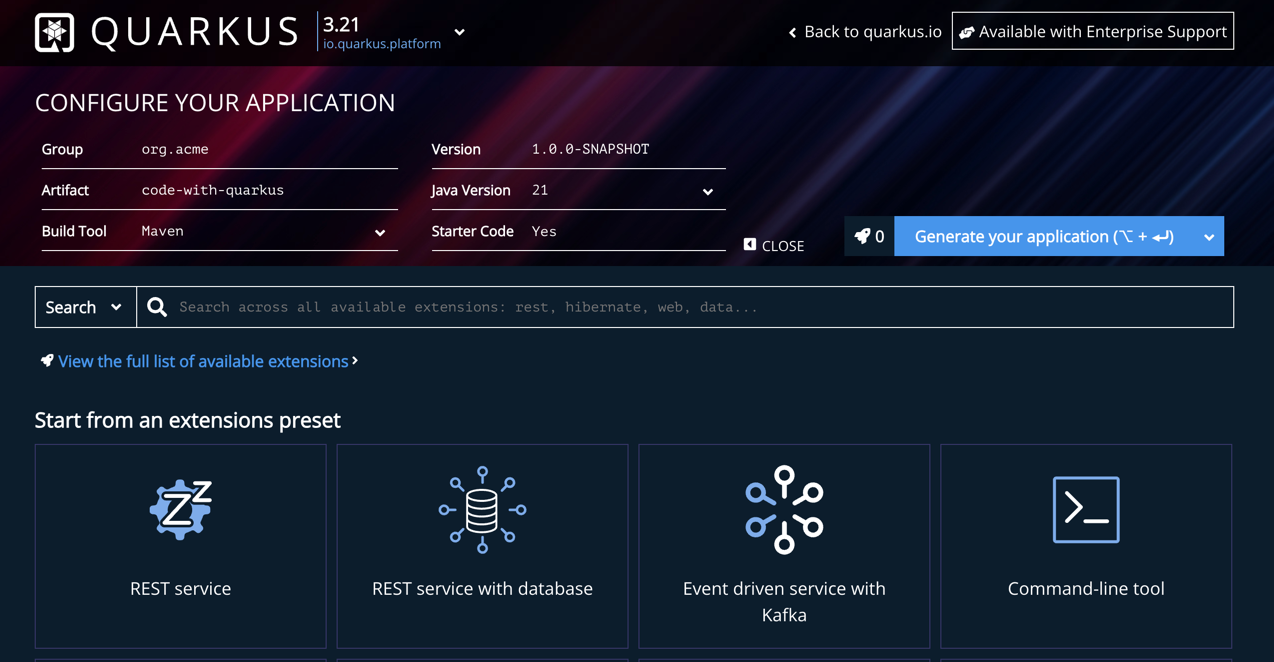 QUARKUS 3.21
io.quarkus.platform
Back to quarkus.io
Available with Enterprise Support
CONFIGURE YOUR APPLICATION
Group org.acme
Version 1.0.0-SNAPSHOT
Artifact code-with-quarkus
Java Version 21
Build Tool Maven
Starter Code Yes
CLOSE
0
Generate your application (⌥ + ↵)
Search
Search across all available extensions: rest, hibernate, web, data...
View the full list of available extensions
Start from an extensions preset
REST service
REST service with database
Event driven service with
Kafka
Command-line tool